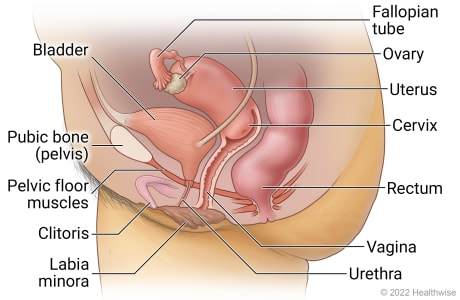 Fallopian
tube
Bladder
Ovary
Uterus
Cervix
Pubic bone
(pelvis)
Pelvic floor
muscles
Rectum
Clitoris
Vagina
Labia
minora
Urethra
© 2022 Healthwise